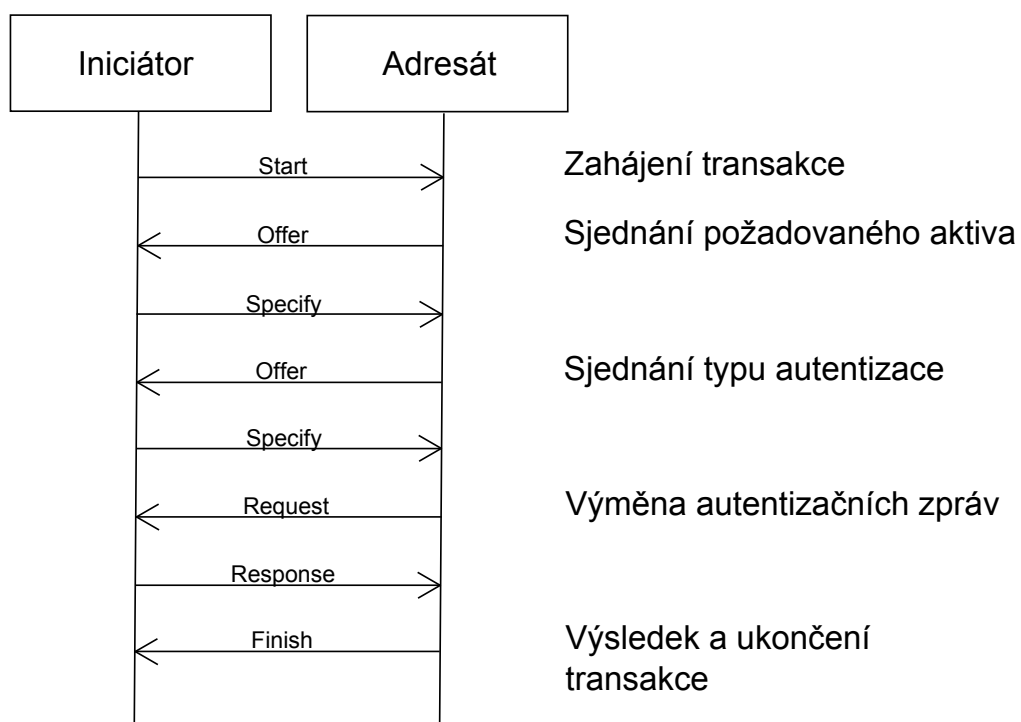 Iniciátor
Adresát
Start
Zahájení transakce
Offer
Sjednání požadovaného aktiva
Specify
Offer
Sjednání typu autentizace
Specify
Request
Výměna autentizačních zpráv
Response
Finish
Výsledek a ukončení
transakce